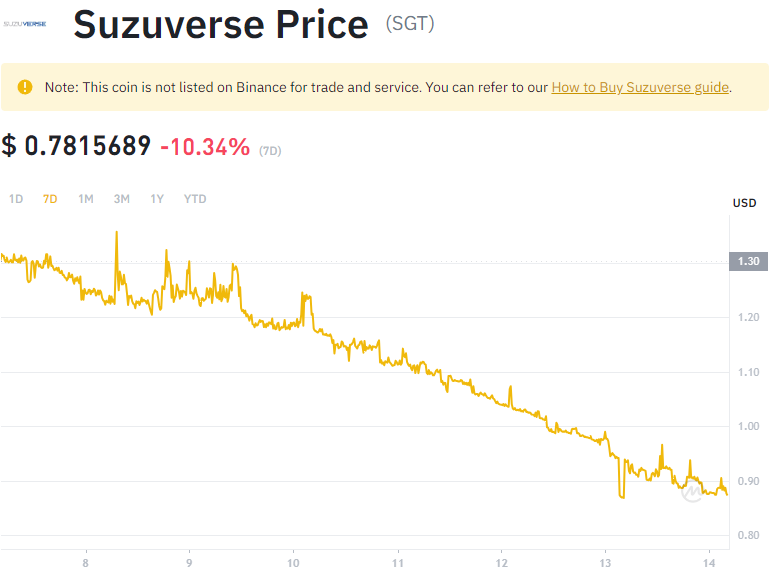 SUZUVERSE
Suzuverse Price (SGT)
Note: This coin is not listed on Binance for trade and service. You can refer to our How to Buy Suzuverse guide.
$ 0.7815689 -10.34% (7D)
1D 7D 1M 3M 1Y YTD
USD
1.30
1.20
1.10
1.00
0.90
0.80
8 9 10 11 12 13 14